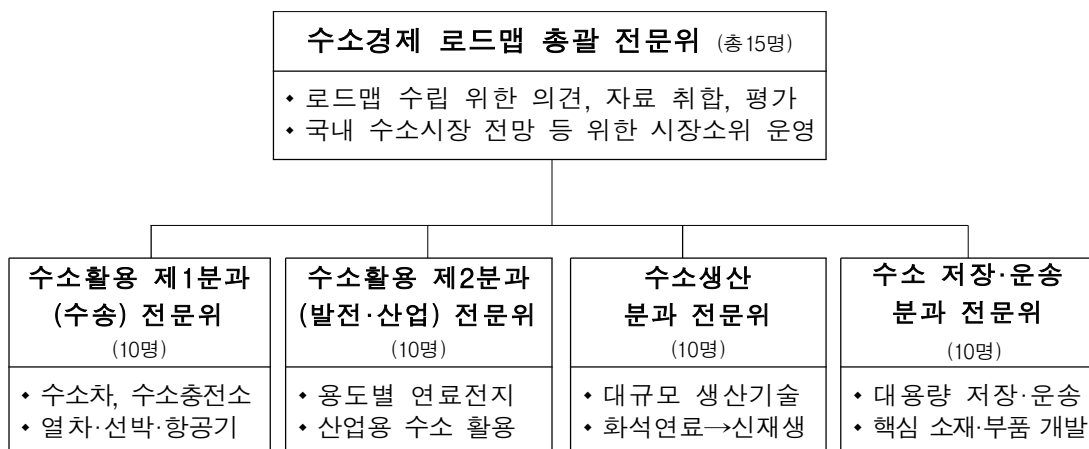 수소경제 로드맵 총괄 전문위 (총15명)
◆ 로드맵 수립 위한 의견, 자료 취합, 평가
◆ 국내 수소시장 전망 등 위한 시장소위 운영
수소활용 제1분과
(수송) 전문위
(10명)
◆ 수소차, 수소충전소
◆ 열차·선박·항공기
수소활용 제2분과
(발전·산업) 전문위
(10명)
◆ 용도별 연료전지
◆ 산업용 수소 활용
수소생산
분과 전문위
(10명)
◆ 대규모 생산기술
◆ 화석연료→신재생
수소 저장·운송
분과 전문위
(10명)
◆ 대용량 저장·운송
◆ 핵심 소재·부품 개발